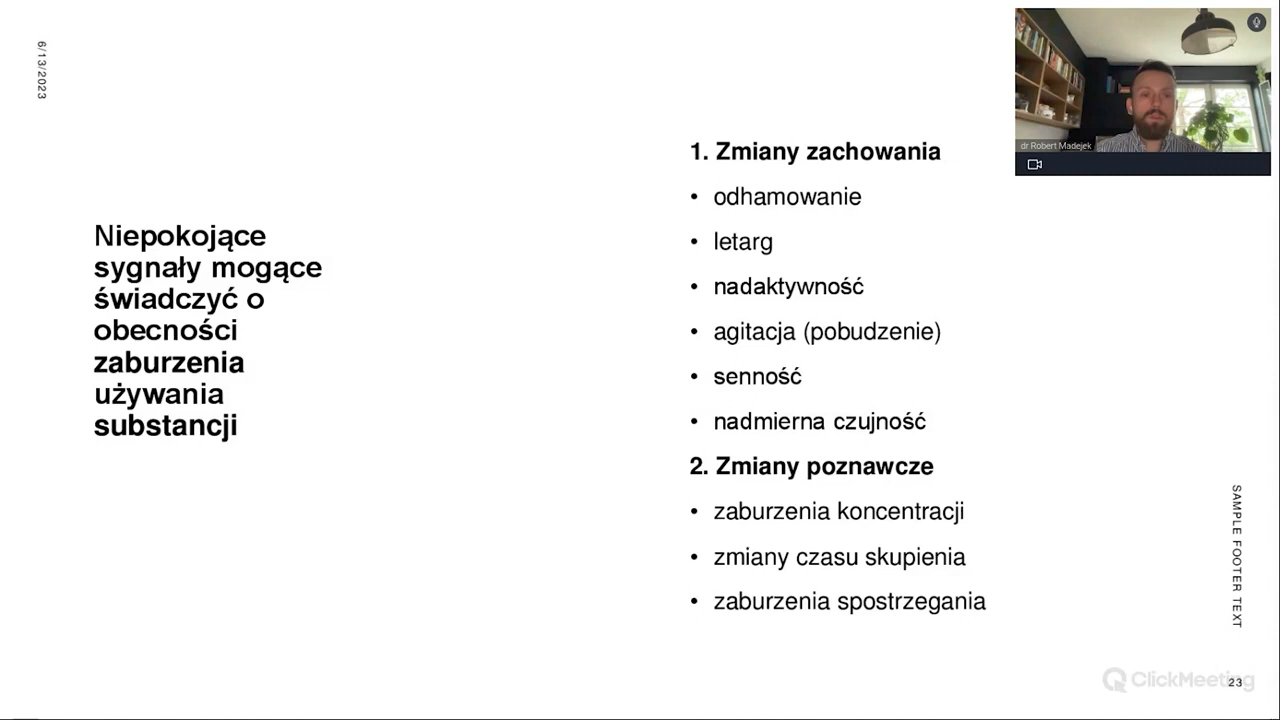 6/13/2023
Niepokojące
sygnały mogące
świadczyć o
obecności
zaburzenia
używania
substancji
1. Zmiany zachowania
• odhamowanie
• letarg
• nadaktywność
• agitacja (pobudzenie)
• senność
• nadmierna czujność
2. Zmiany poznawcze
• zaburzenia koncentracji
• zmiany czasu skupienia
• zaburzenia spostrzegania
dr Robert Madejek
SAMPLE FOOTER TEXT
ClickMeeting
23